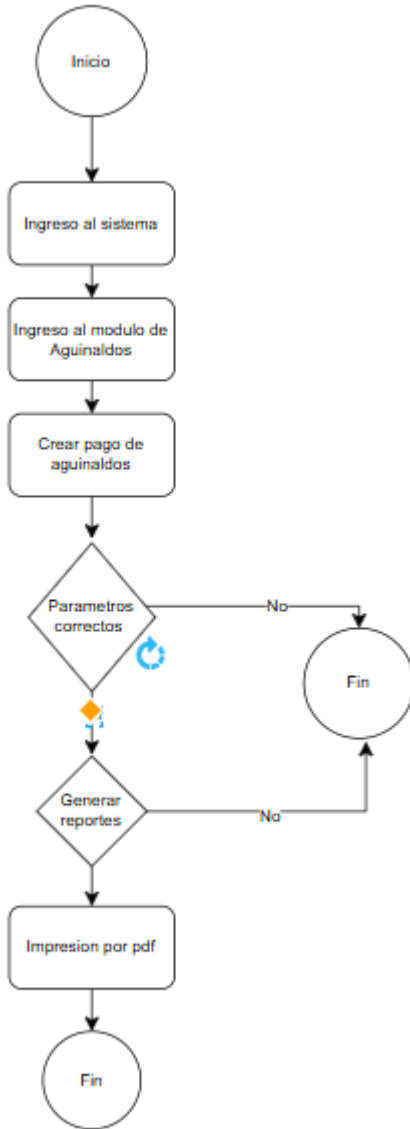 Inicio
Ingreso al sistema
Ingreso al modulo de
Aguinaldos
Crear pago de
aguinaldos
Parametros
correctos
No
Fin
Generar
reportes
No
Impresion por pdf
Fin